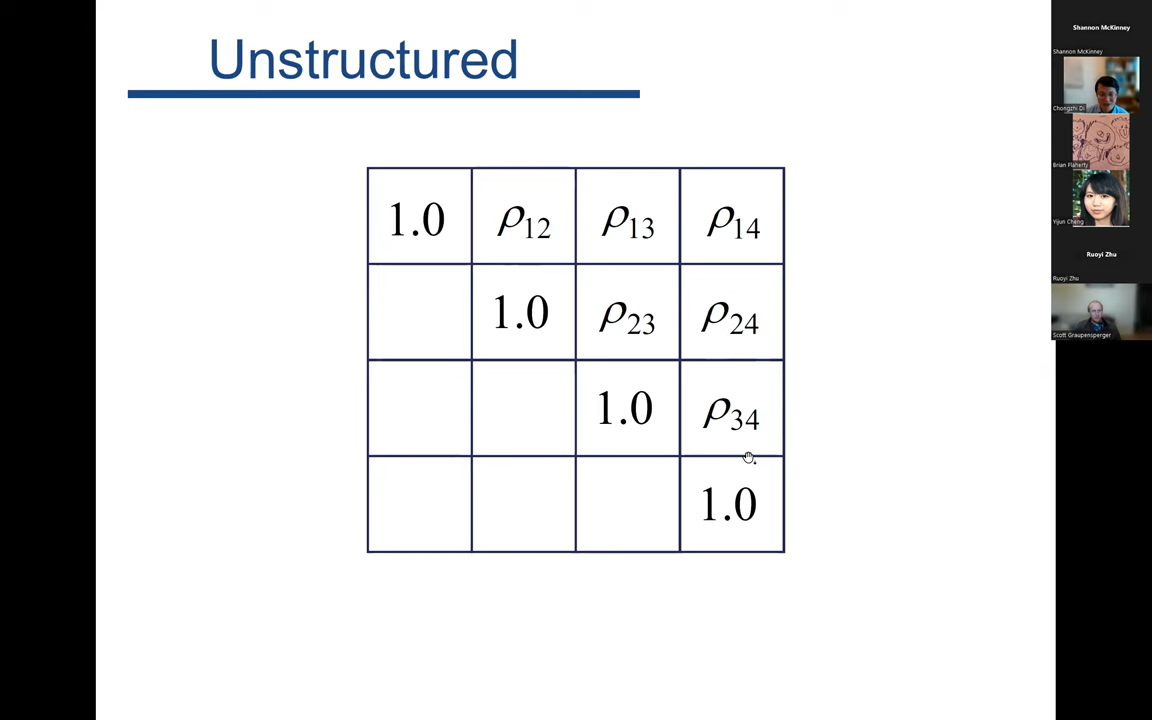 Unstructured
1.0 ρ12 ρ13 ρ14
1.0 ρ23 ρ24
1.0 ρ34
1.0
Shannon McKinney
Shannon McKinney
Chongzhi Di
Brian Flaherty
Yijun Cheng
Ruoyi Zhu
Ruoyi Zhu
Scott Graupensperger